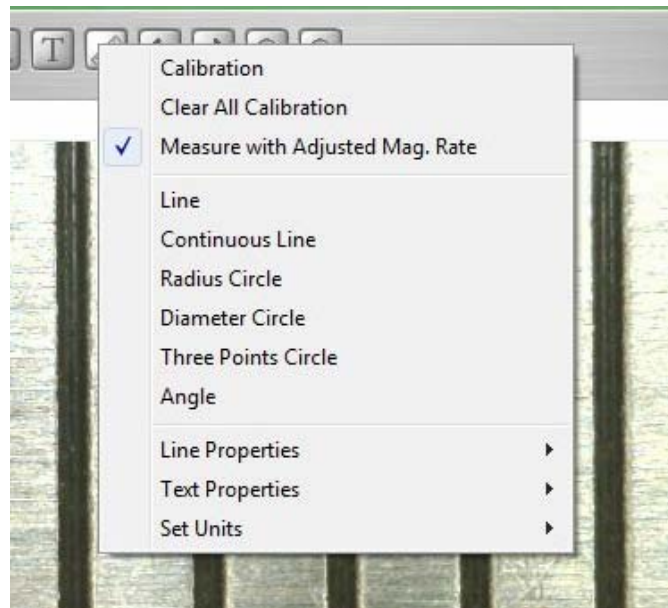 T
Calibration
Clear All Calibration
Measure with Adjusted Mag. Rate
Line
Continuous Line
Radius Circle
Diameter Circle
Three Points Circle
Angle
Line Properties
Text Properties
Set Units